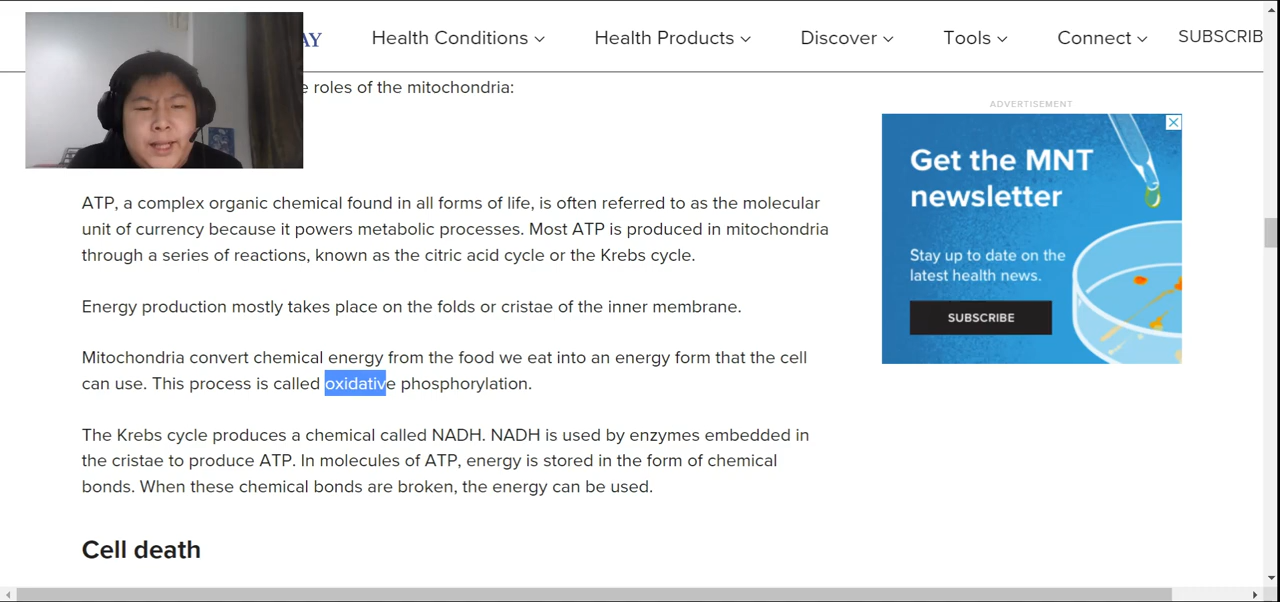 AY
Health Conditions
Health Products
Discover
Tools
Connect
SUBSCRIB
e roles of the mitochondria:
ADVERTISEMENT
Get the MNT
newsletter
Stay up to date on the
latest health news.
SUBSCRIBE
ATP, a complex organic chemical found in all forms of life, is often referred to as the molecular
unit of currency because it powers metabolic processes. Most ATP is produced in mitochondria
through a series of reactions, known as the citric acid cycle or the Krebs cycle.
Energy production mostly takes place on the folds or cristae of the inner membrane.
Mitochondria convert chemical energy from the food we eat into an energy form that the cell
can use. This process is called oxidative phosphorylation.
The Krebs cycle produces a chemical called NADH. NADH is used by enzymes embedded in
the cristae to produce ATP. In molecules of ATP, energy is stored in the form of chemical
bonds. When these chemical bonds are broken, the energy can be used.
Cell death